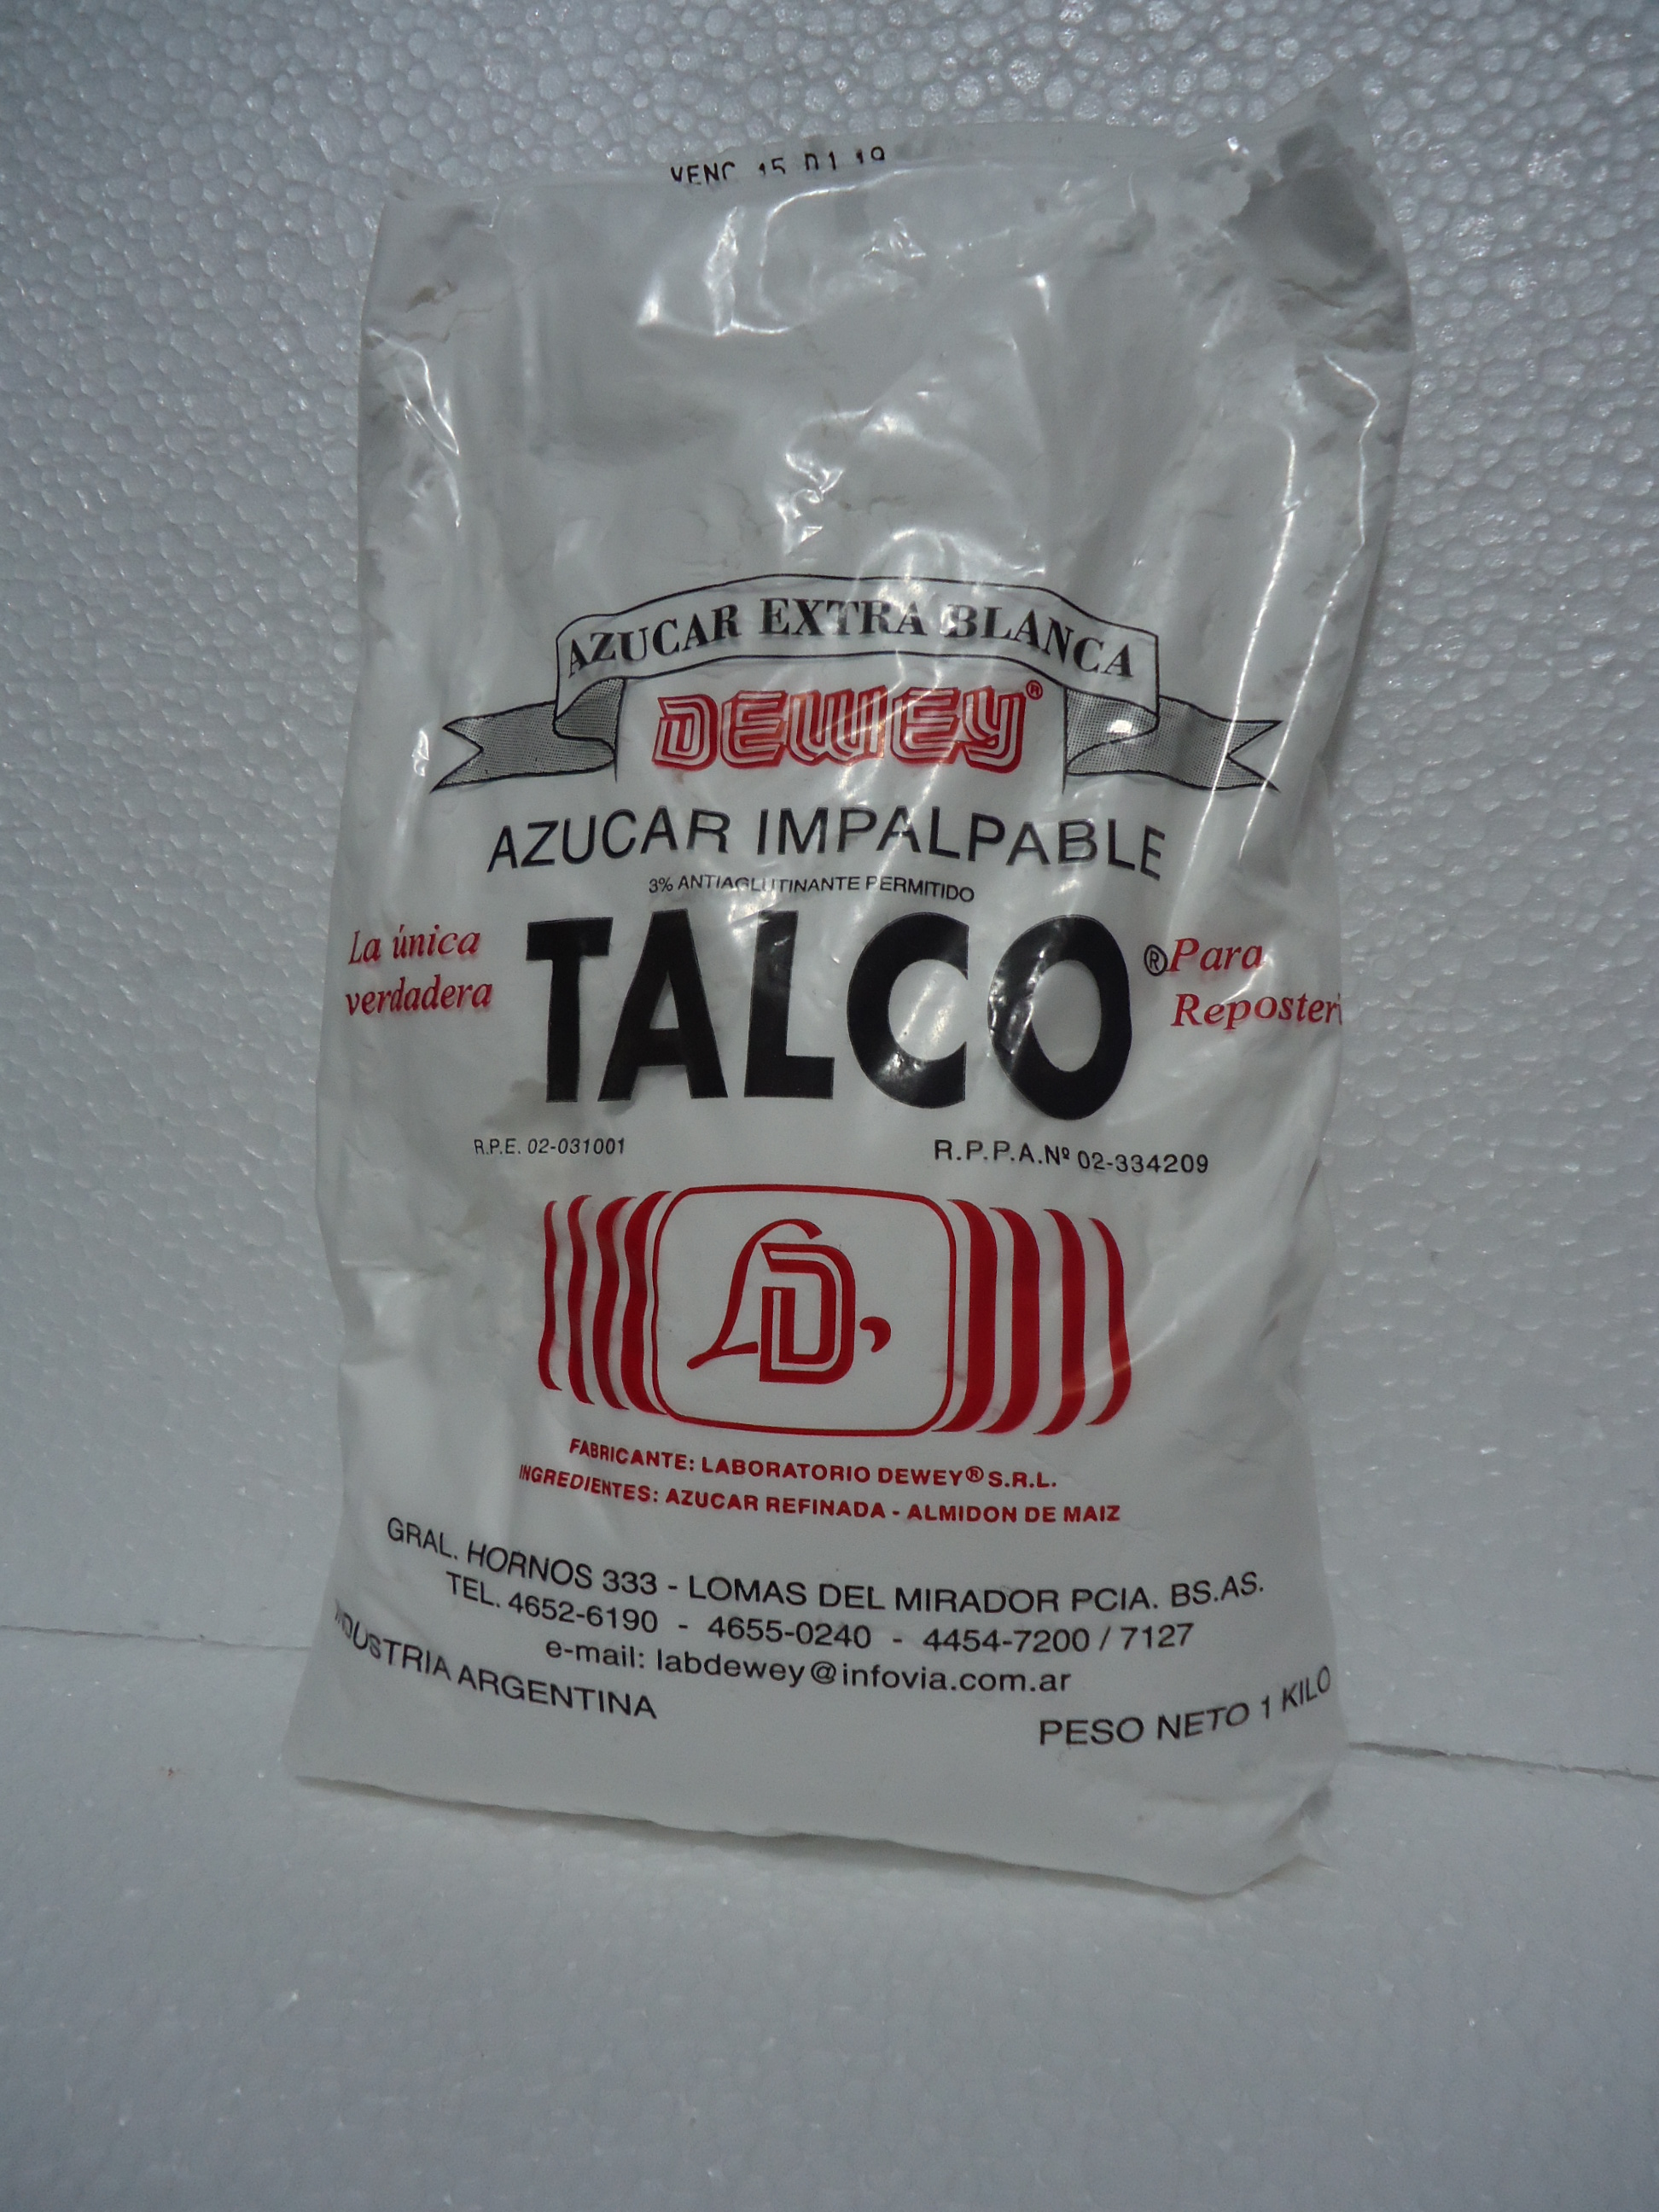 VENC 15 01 19
AZUCAR EXTRA BLANCA
DEWEY®
AZUCAR IMPALPABLE
3% ANTIAGLUTINANTE PERMITIDO
La única
verdadera
TALCO®
Para
Reposteri
R.P.E. 02-031001
R.P.P.A.Nº 02-334209
D
FABRICANTE: LABORATORIO DEWEY® S.R.L.
INGREDIENTES: AZUCAR REFINADA - ALMIDON DE MAIZ
GRAL. HORNOS 333 - LOMAS DEL MIRADOR PCIA. BS.AS.
TEL. 4652-6190 - 4655-0240 - 4454-7200 / 7127
e-mail: labdewey@infovia.com.ar
INDUSTRIA ARGENTINA
PESO NETO 1 KILO